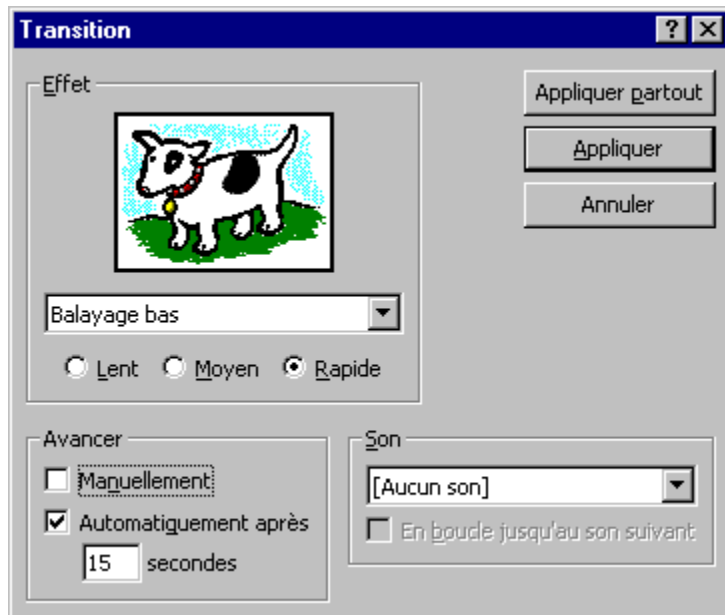 Transition
Effet
Appliquer partout
Appliquer
Annuler
Balayage bas
Lent Moyen Rapide
Avancer
Manuellement
Automatiquement après
15 secondes
Son
[Aucun son]
En boucle jusqu'au son suivant